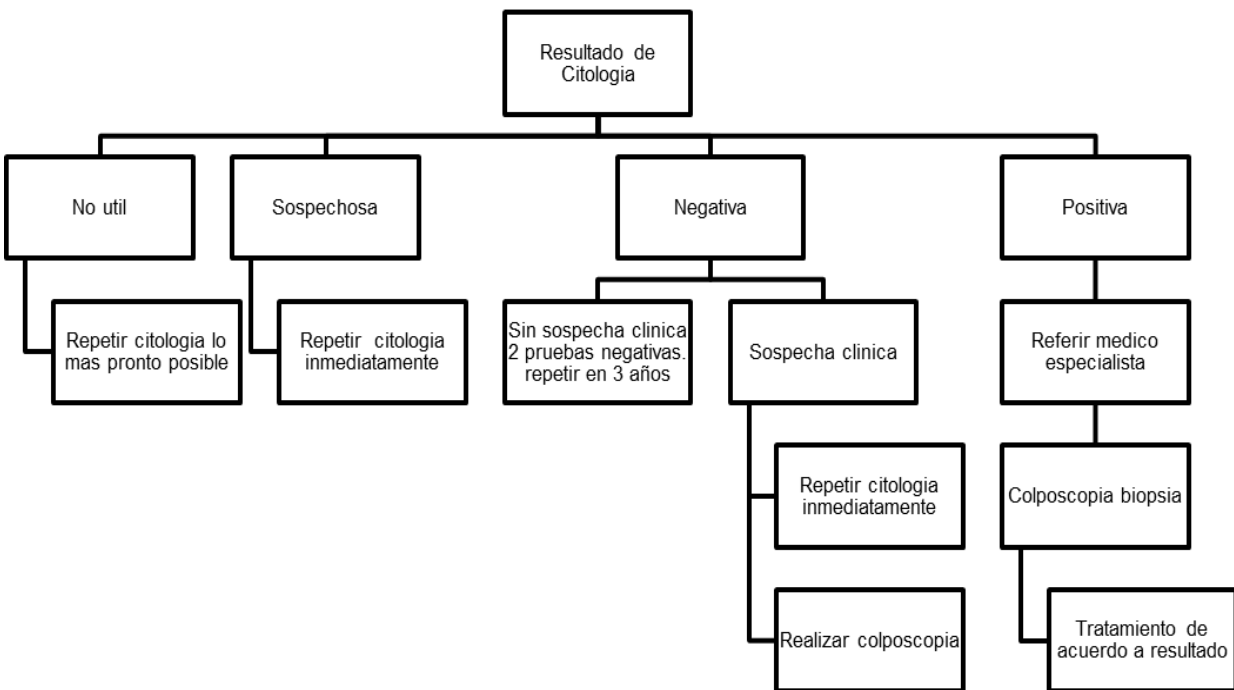 Resultado de
Citologia
No util
Sospechosa
Negativa
Positiva
Repetir citologia lo
mas pronto posible
Repetir citologia
inmediatamente
Sin sospecha clinica
2 pruebas negativas.
repetir en 3 años
Sospecha clinica
Referir medico
especialista
Repetir citologia
inmediatamente
Colposcopia biopsia
Realizar colposcopia
Tratamiento de
acuerdo a resultado